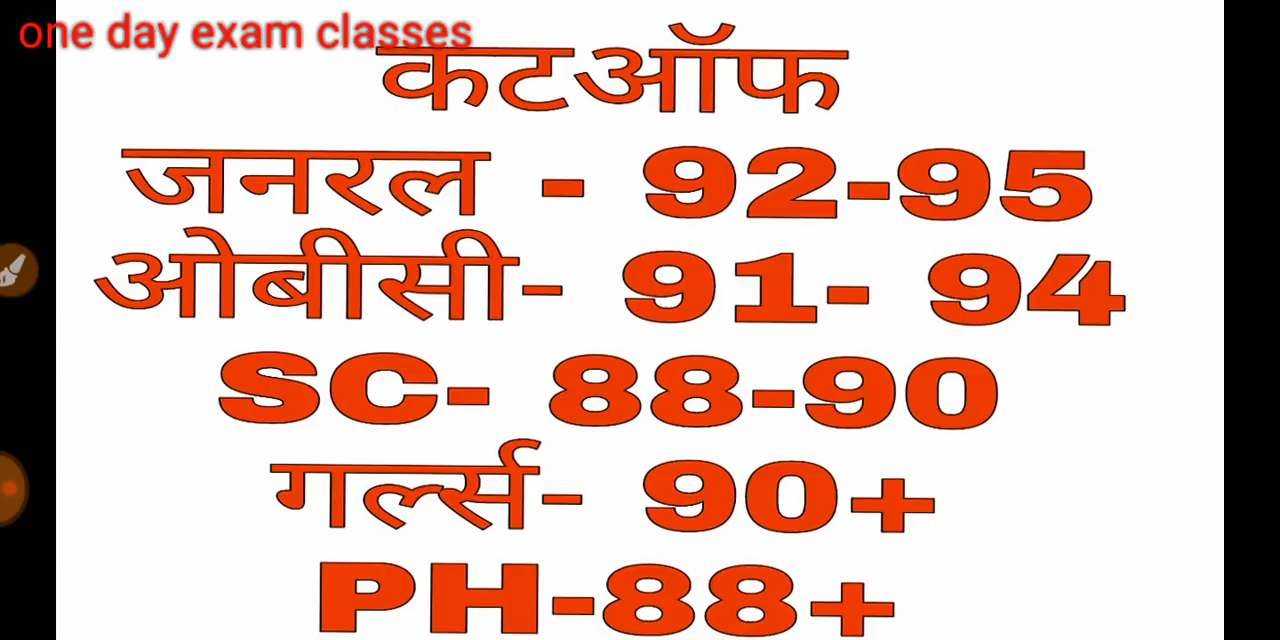 one day exam classes
कटऑफ
जनरल - 92-95
ओबीसी- 91- 94
SC- 88-90
गर्ल्स- 90+
PH-88+